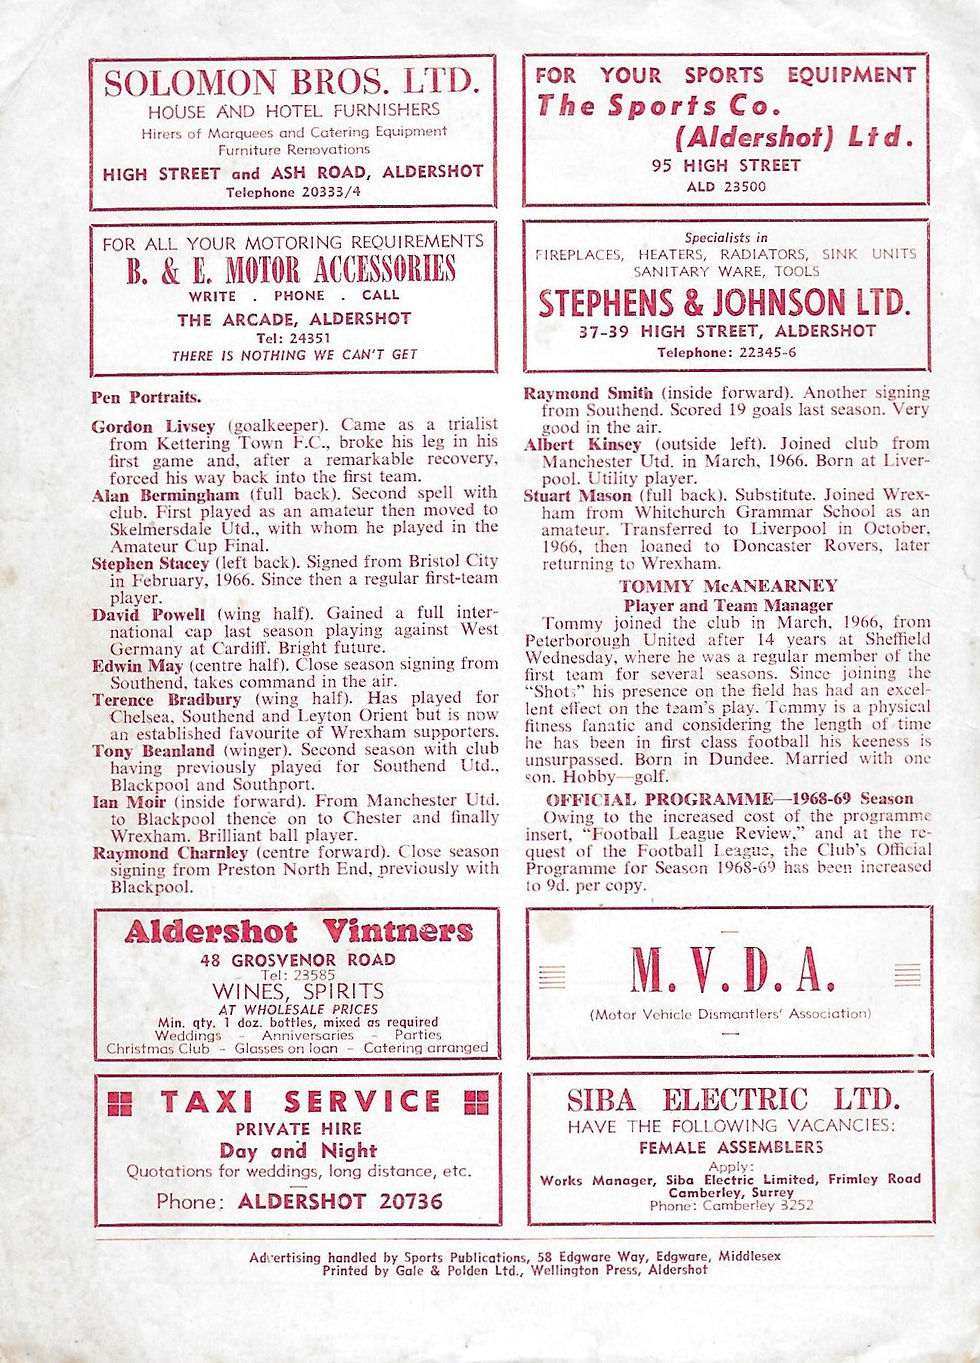 SOLOMON BROS. LTD.
HOUSE AND HOTEL FURNISHERS
Hirers of Marquees and Catering Equipment
Furniture Renovations
HIGH STREET and ASH ROAD, ALDERSHOT
Telephone 20333/4
FOR YOUR SPORTS EQUIPMENT
The Sports Co.
(Aldershot) Ltd.
95 HIGH STREET
ALD 23500
FOR ALL YOUR MOTORING REQUIREMENTS
B. & E. MOTOR ACCESSORIES
WRITE . PHONE . CALL
THE ARCADE, ALDERSHOT
Tel: 24351
THERE IS NOTHING WE CAN'T GET
Specialists in
FIREPLACES, HEATERS, RADIATORS, SINK UNITS
SANITARY WARE, TOOLS
STEPHENS & JOHNSON LTD.
37-39 HIGH STREET, ALDERSHOT
Telephone: 22345-6
Pen Portraits.
Gordon Livsey (goalkeeper). Came as a trialist
from Kettering Town F.C., broke his leg in his
first game and, after a remarkable recovery,
forced his way back into the first team.
Alan Bermingham (full back). Second spell with
club. First played as an amateur then moved to
Skelmersdale Utd., with whom he played in the
Amateur Cup Final.
Stephen Stacey (left back). Signed from Bristol City
in February, 1966. Since then a regular first-team
player.
David Powell (wing half). Gained a full inter-
national cap last season playing against West
Germany at Cardiff. Bright future.
Edwin May (centre half). Close season signing from
Southend, takes command in the air.
Terence Bradbury (wing half). Has played for
Chelsea, Southend and Leyton Orient but is now
an established favourite of Wrexham supporters.
Tony Beanland (winger). Second season with club
having previously played for Southend Utd.,
Blackpool and Southport.
Ian Moir (inside forward). From Manchester Utd.
to Blackpool thence on to Chester and finally
Wrexham. Brilliant ball player.
Raymond Charnley (centre forward). Close season
signing from Preston North End, previously with
Blackpool.
Raymond Smith (inside forward). Another signing
from Southend. Scored 19 goals last season. Very
good in the air.
Albert Kinsey (outside left). Joined club from
Manchester Utd. in March, 1966. Born at Liver-
pool. Utility player.
Stuart Mason (full back). Substitute. Joined Wrex-
ham from Whitchurch Grammar School as an
amateur. Transferred to Liverpool in October,
1966, then loaned to Doncaster Rovers, later
returning to Wrexham.
TOMMY McANEARNEY
Player and Team Manager
Tommy joined the club in March, 1966, from
Peterborough United after 14 years at Sheffield
Wednesday, where he was a regular member of the
first team for several seasons. Since joining the
"Shots" his presence on the field has had an excel-
lent effect on the team's play. Tommy is a physical
fitness fanatic and considering the length of time
he has been in first class football his keeness is
unsurpassed. Born in Dundee. Married with one
son. Hobby—golf.
OFFICIAL PROGRAMME—1968-69 Season
Owing to the increased cost of the programme
insert, "Football League Review," and at the re-
quest of the Football League, the Club's Official
Programme for Season 1968-69 has been increased
to 9d. per copy.
Aldershot Vintners
48 GROSVENOR ROAD
Tel: 23585
WINES, SPIRITS
AT WHOLESALE PRICES
Min. qty. 1 doz. bottles, mixed as required
Weddings - Anniversaries - Parties
Christmas Club - Glasses on loan - Catering arranged
M. V. D. A.
(Motor Vehicle Dismantlers' Association)
TAXI SERVICE
PRIVATE HIRE
Day and Night
Quotations for weddings, long distance, etc.
Phone: ALDERSHOT 20736
SIBA ELECTRIC LTD.
HAVE THE FOLLOWING VACANCIES:
FEMALE ASSEMBLERS
Apply:
Works Manager, Siba Electric Limited, Frimley Road
Camberley, Surrey
Phone: Camberley 3252
Advertising handled by Sports Publications, 58 Edgware Way, Edgware, Middlesex
Printed by Gale & Polden Ltd., Wellington Press, Aldershot